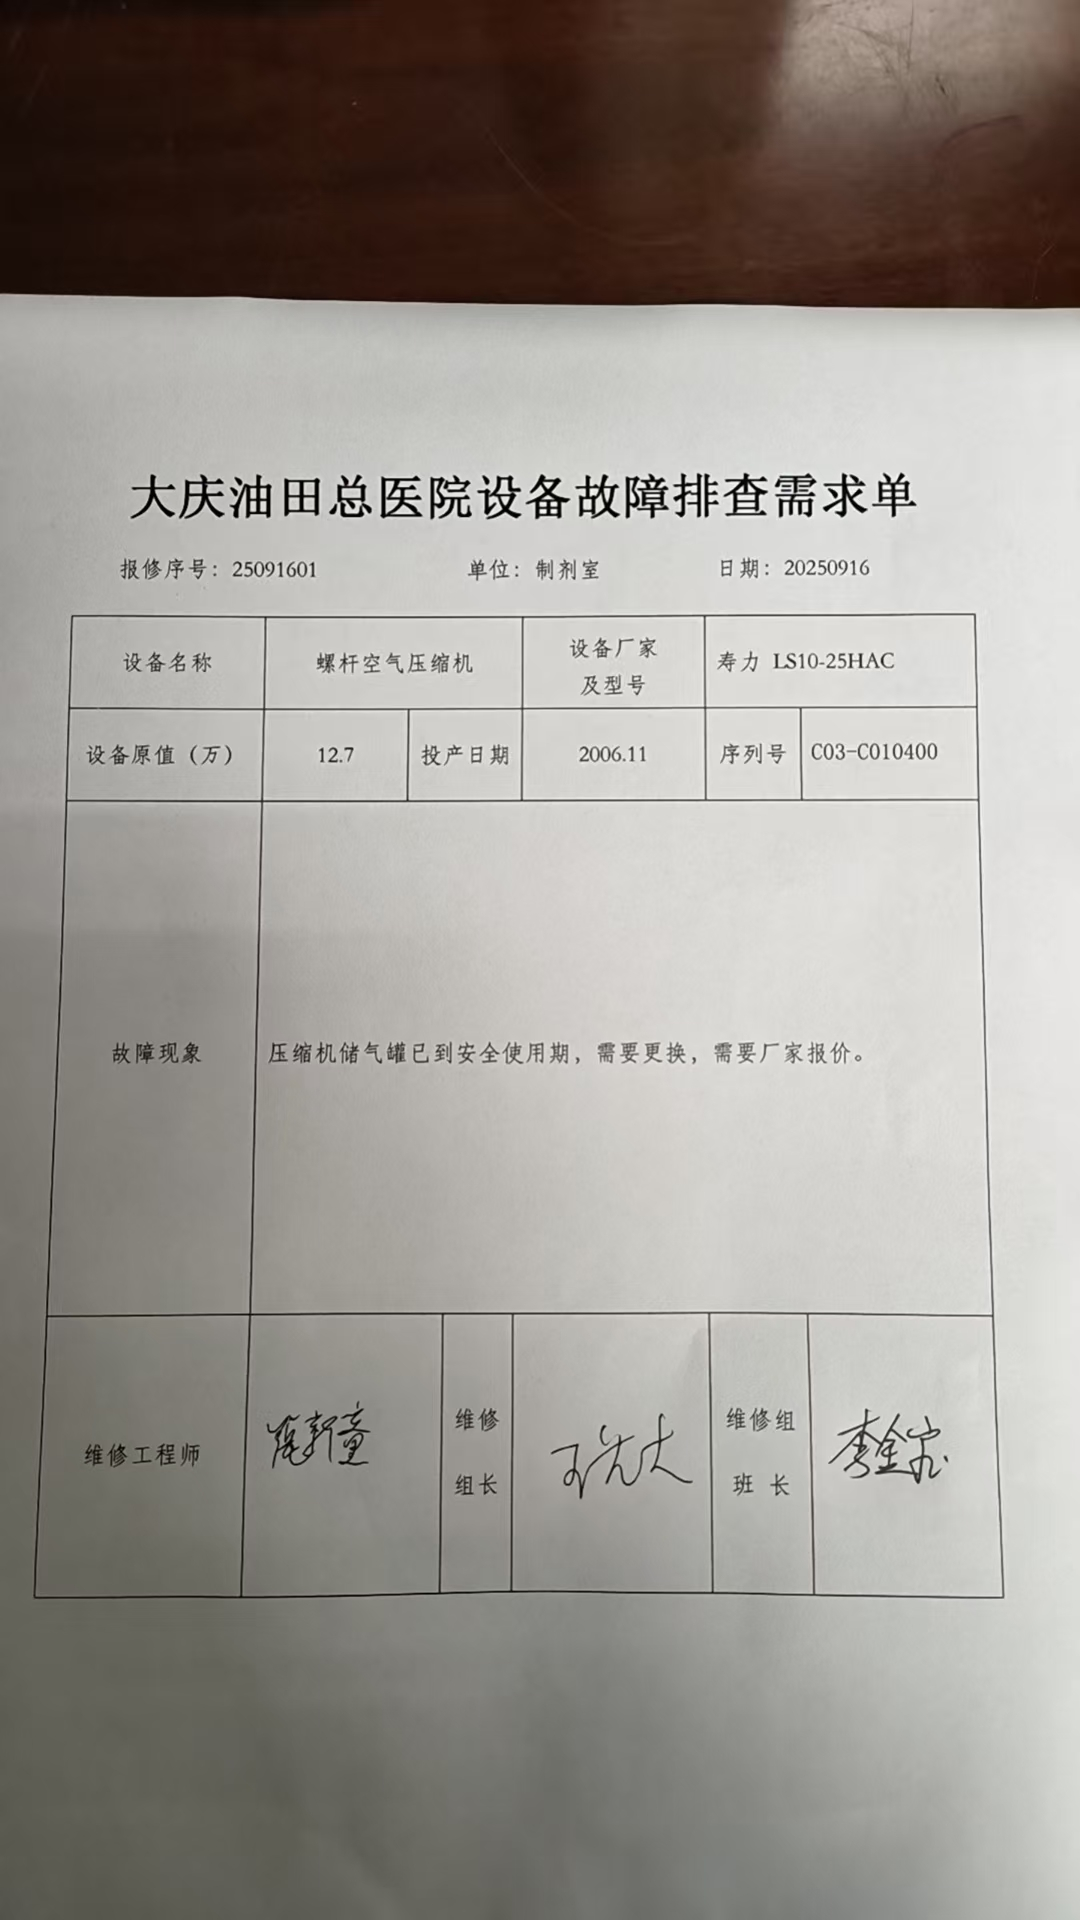 大庆油田总医院设备故障排查需求单
报修序号：25091601 单位：制剂室 日期：20250916
设备名称 螺杆空气压缩机 设备厂家及型号 寿力 LS10-25HAC
设备原值（万） 12.7 投产日期 2006.11 序列号 C03-C010400
故障现象 压缩机储气罐已到安全使用期，需要更换，需要厂家报价。
维修工程师 维修组长 维修组班长 李金宝